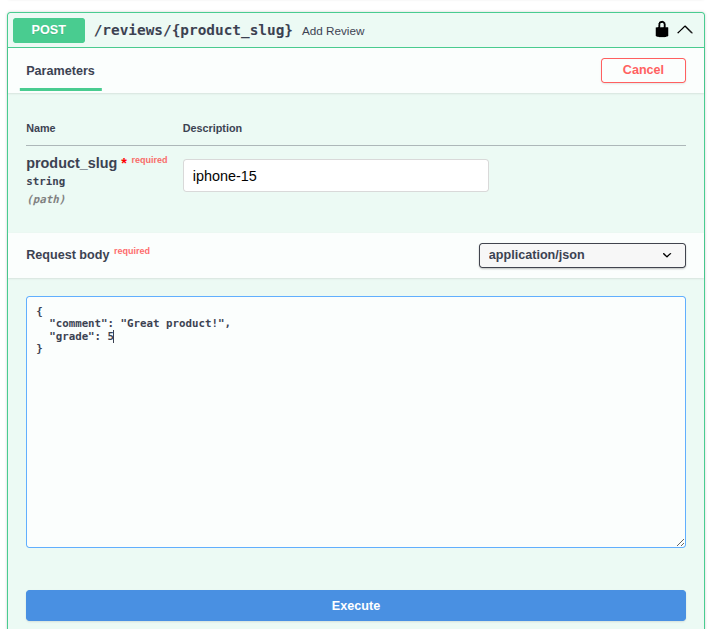 POST /reviews/{product_slug} Add Review
Parameters
Cancel
Name Description
product_slug * required
string
(path)
iphone-15
Request body required
application/json
{
  "comment": "Great product!",
  "grade": 5
}
Execute